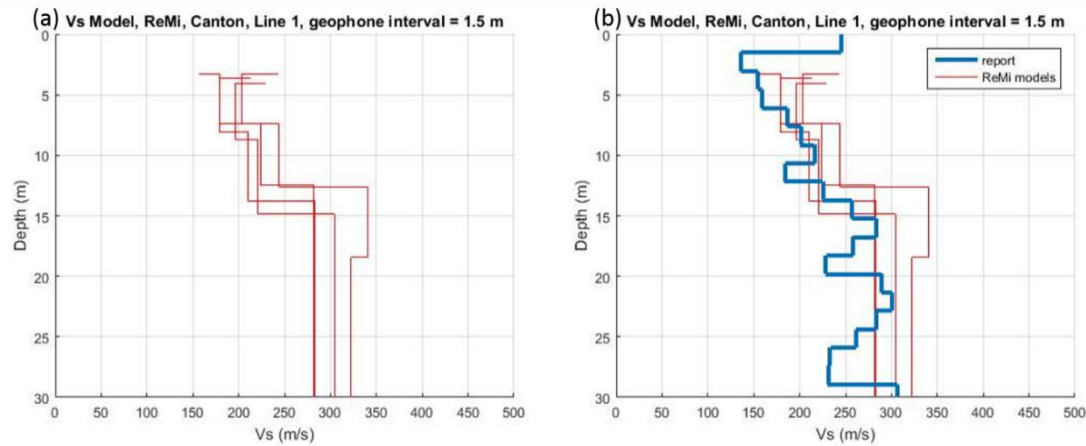 (a) Vs Model, ReMi, Canton, Line 1, geophone interval = 1.5 m
0
5
10
15
20
25
30
Depth (m)
0 50 100 150 200 250 300 350 400 450 500
Vs (m/s)
(b) Vs Model, ReMi, Canton, Line 1, geophone interval = 1.5 m
report
ReMi models
0
5
10
15
20
25
30
Depth (m)
0 50 100 150 200 250 300 350 400 450 500
Vs (m/s)